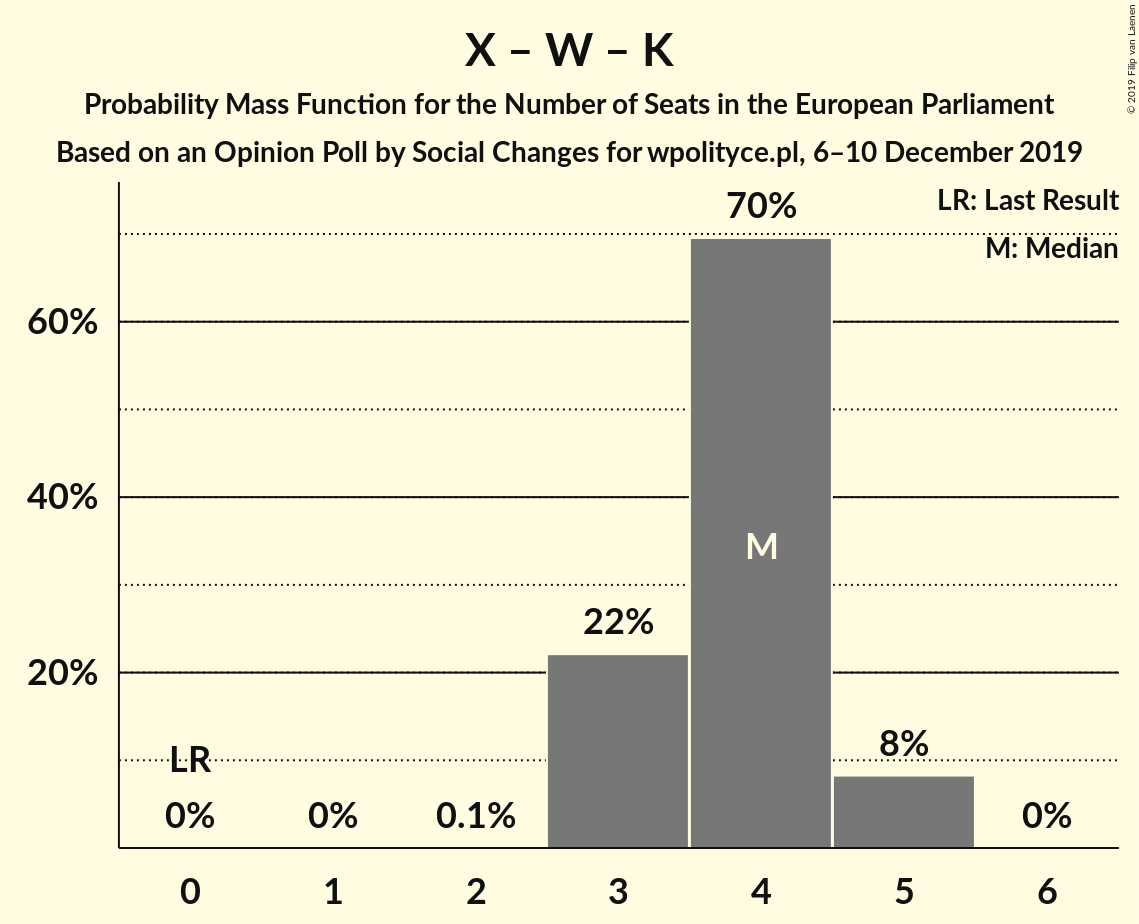 X – W – K
Probability Mass Function for the Number of Seats in the European Parliament
Based on an Opinion Poll by Social Changes for wpolityce.pl, 6–10 December 2019
© 2019 Filip van Laenen
LR: Last Result
M: Median
70%
60%
40%
M
22%
20%
8%
LR
0%
0%
0.1%
0%
0
1
2
3
4
5
6